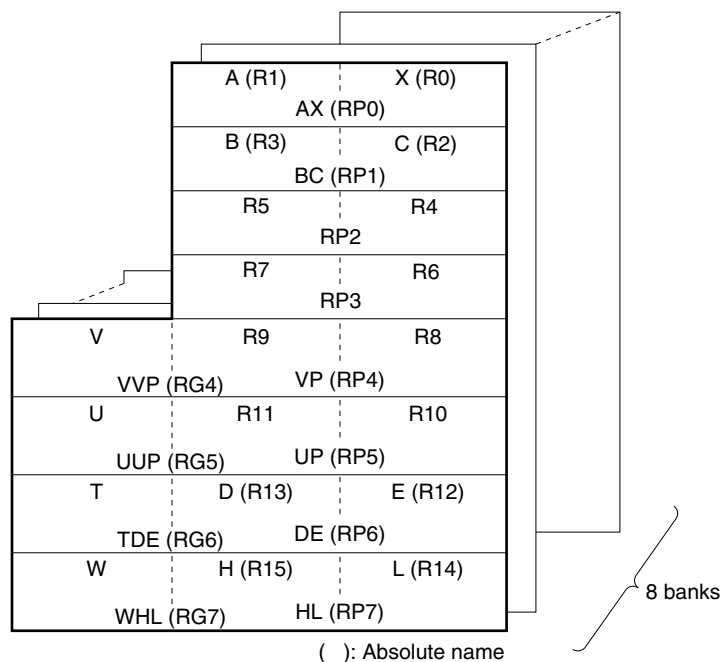 A (R1) X (R0)
AX (RP0)
B (R3) C (R2)
BC (RP1)
R5 R4
RP2
R7 R6
RP3
V R9 R8
VVP (RG4) VP (RP4)
U R11 R10
UUP (RG5) UP (RP5)
T D (R13) E (R12)
TDE (RG6) DE (RP6)
W H (R15) L (R14)
WHL (RG7) HL (RP7)
8 banks
( ): Absolute name